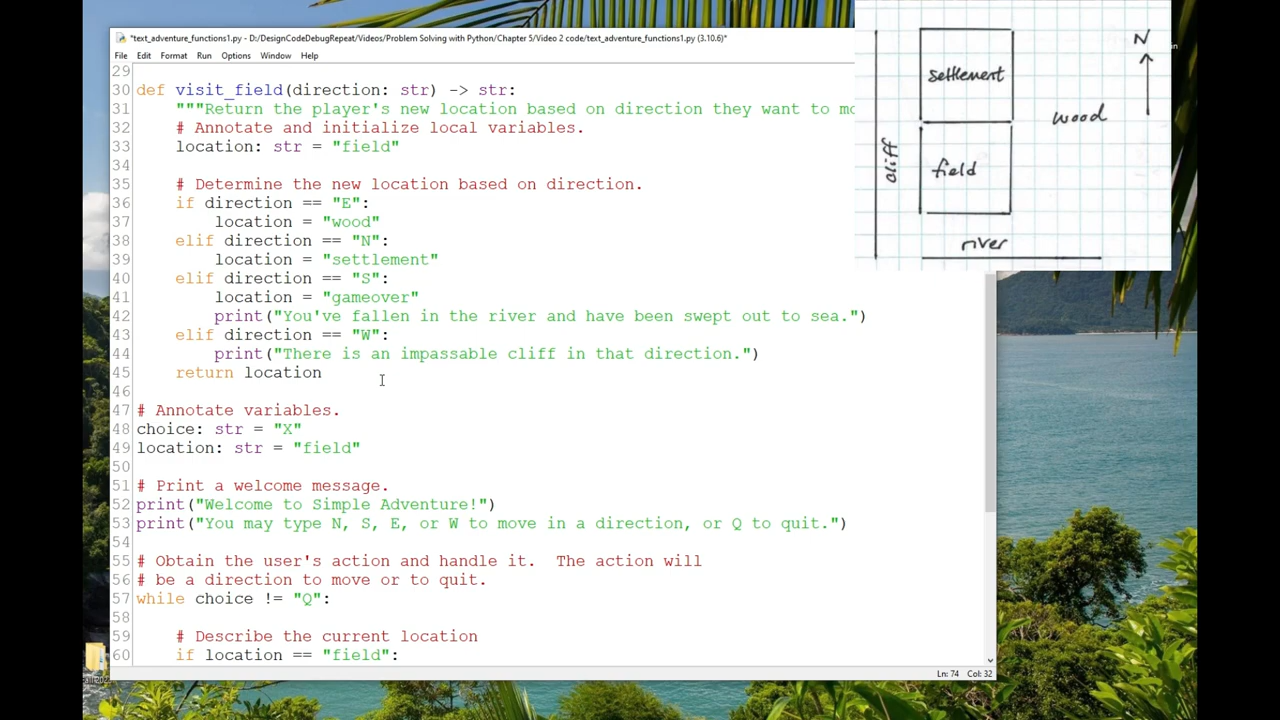 *text_adventure_functions1.py - D:/DesignCodeDebugRepeat/Videos/Problem Solving with Python/Chapter 5/Video 2 code/text_adventure_functions1.py (3.10.6)*
File Edit Format Run Options Window Help
29
30 def visit_field(direction: str) -> str:
31 """Return the player's new location based on direction they want to mo
32 # Annotate and initialize local variables.
33 location: str = "field"
34
35 # Determine the new location based on direction.
36 if direction == "E":
37 location = "wood"
38 elif direction == "N":
39 location = "settlement"
40 elif direction == "S":
41 location = "gameover"
42 print("You've fallen in the river and have been swept out to sea.")
43 elif direction == "W":
44 print("There is an impassable cliff in that direction.")
45 return location
46
47 # Annotate variables.
48 choice: str = "X"
49 location: str = "field"
50
51 # Print a welcome message.
52 print("Welcome to Simple Adventure!")
53 print("You may type N, S, E, or W to move in a direction, or Q to quit.")
54
55 # Obtain the user's action and handle it.  The action will
56 # be a direction to move or to quit.
57 while choice != "Q":
58
59 # Describe the current location
60 if location == "field":
Ln: 74 Col: 32
N
settlement
wood
cliff
field
river